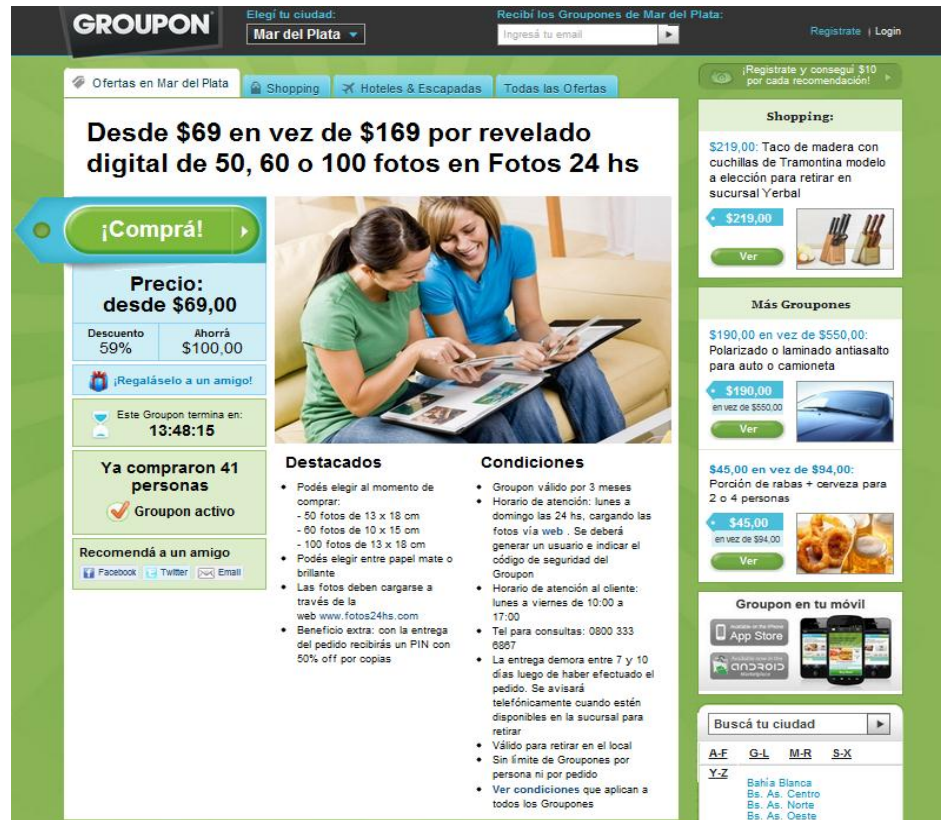 GROUPON
Elegí tu ciudad:
Mar del Plata
Recibí los Groupones de Mar del Plata:
Ingresá tu email
Registrate | Login
Ofertas en Mar del Plata
Shopping
Hoteles & Escapadas
Todas las Ofertas
¡Registrate y conseguí $10
por cada recomendación!
Desde $69 en vez de $169 por revelado
digital de 50, 60 o 100 fotos en Fotos 24 hs
¡Comprá!
Precio:
desde $69,00
Descuento
59%
Ahorrá
$100,00
¡Regaláselo a un amigo!
Este Groupon termina en:
13:48:15
Ya compraron 41
personas
Groupon activo
Recomendá a un amigo
Facebook
Twitter
Email
Destacados
Podés elegir al momento de
comprar:
- 50 fotos de 13 x 18 cm
- 60 fotos de 10 x 15 cm
- 100 fotos de 13 x 18 cm
Podés elegir entre papel mate o
brillante
Las fotos deben cargarse a
través de la
web www.fotos24hs.com
Beneficio extra: con la entrega
del pedido recibirás un PIN con
50% off por copias
Condiciones
Groupon válido por 3 meses
Horario de atención: lunes a
domingo las 24 hs, cargando las
fotos vía web . Se deberá
generar un usuario e indicar el
código de seguridad del
Groupon
Horario de atención al cliente:
lunes a viernes de 10:00 a
17:00
Tel para consultas: 0800 333
6867
La entrega demora entre 7 y 10
días luego de haber efectuado el
pedido. Se avisará
telefónicamente cuando estén
disponibles en la sucursal para
retirar
Válido para retirar en el local
Sin límite de Groupones por
persona ni por pedido
Ver condiciones que aplican a
todos los Groupones
Shopping:
$219,00: Taco de madera con
cuchillas de Tramontina modelo
a elección para retirar en
sucursal Yerbal
$219,00
Ver
Más Groupones
$190,00 en vez de $550,00:
Polarizado o laminado antiasalto
para auto o camioneta
$190,00
en vez de $550,00
Ver
$45,00 en vez de $94,00:
Porción de rabas + cerveza para
2 o 4 personas
$45,00
en vez de $94,00
Ver
Groupon en tu móvil
Available on the iPhone
App Store
Available now in the
ANDROID
Marketplace
Buscá tu ciudad
A-F G-L M-R S-X
Y-Z
Bahía Blanca
Bs. As. Centro
Bs. As. Norte
Bs. As. Oeste